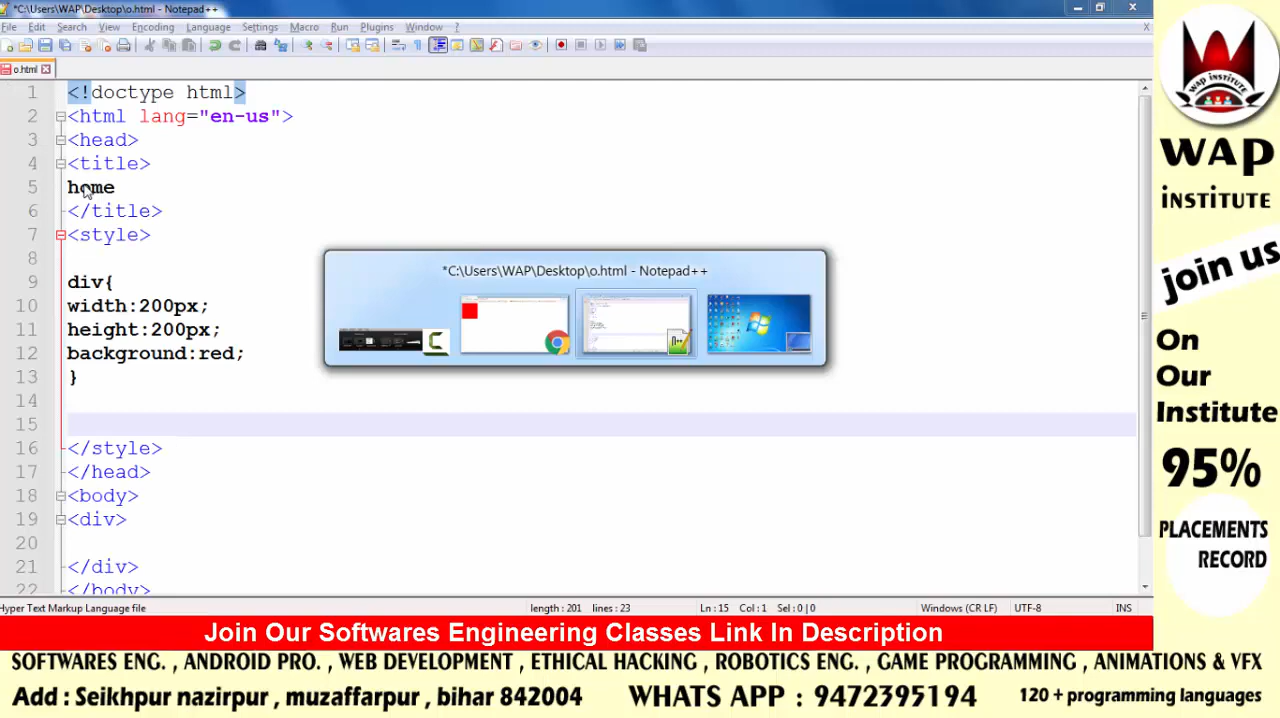 *C:\Users\WAP\Desktop\o.html - Notepad++
File Edit Search View Encoding Language Settings Macro Run Plugins Window ?
X
o.html
1 <!doctype html>
2 <html lang="en-us">
3 <head>
4 <title>
5 home
6 </title>
7 <style>
8
9 div{
10 width:200px;
11 height:200px;
12 background:red;
13 }
14
15
16 </style>
17 </head>
18 <body>
19 <div>
20
21 </div>
22 </body>
*C:\Users\WAP\Desktop\o.html - Notepad++
Hyper Text Markup Language file length : 201 lines : 23 Ln : 15 Col : 1 Sel : 0 | 0 Windows (CR LF) UTF-8 INS
wap institute
WAP
institute
join us
On
Our
Institute
95%
PLACEMENTS
RECORD
Join Our Softwares Engineering Classes Link In Description
SOFTWARES ENG. , ANDROID PRO. , WEB DEVELOPMENT , ETHICAL HACKING , ROBOTICS ENG. , GAME PROGRAMMING , ANIMATIONS & VFX
Add : Seikhpur nazirpur , muzaffarpur , bihar 842004 WHATS APP : 9472395194 120 + programming languages